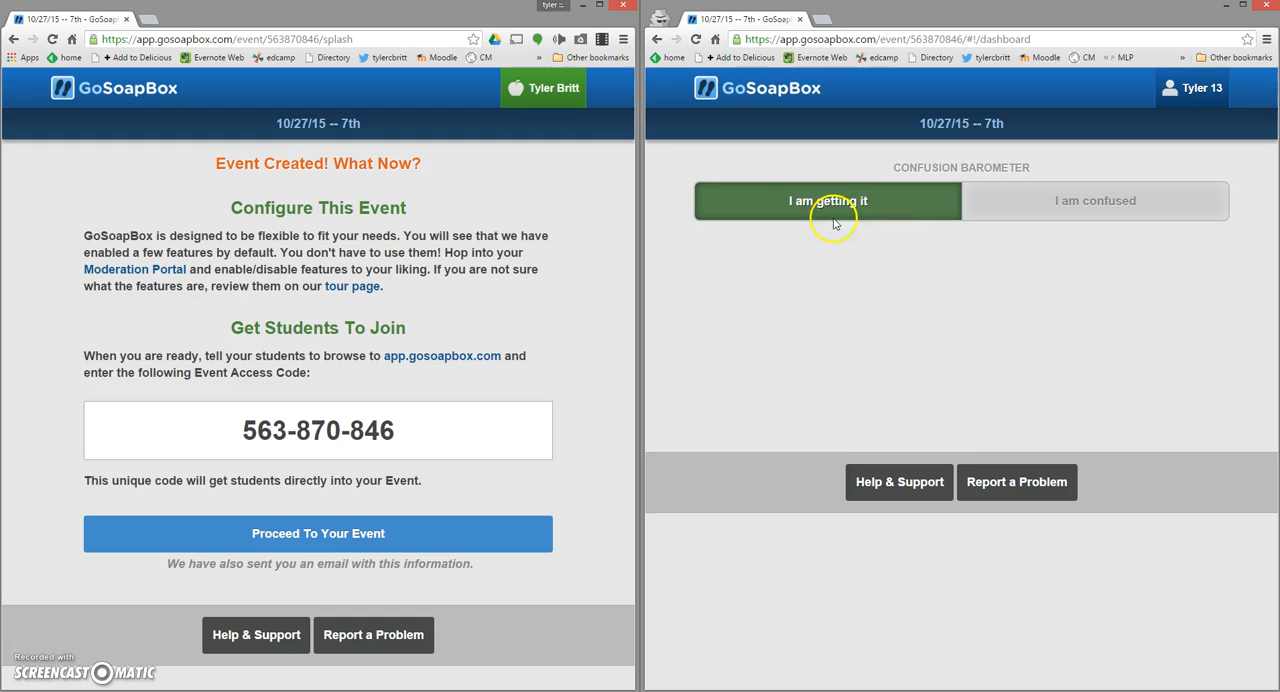 10/27/15 -- 7th - GoSoap
tyler
https://app.gosoapbox.com/event/563870846/splash
Apps home + Add to Delicious Evernote Web edcamp Directory tylercbritt Moodle CM » Other bookmarks
GoSoapBox Tyler Britt
10/27/15 -- 7th
Event Created! What Now?
Configure This Event
GoSoapBox is designed to be flexible to fit your needs. You will see that we have
enabled a few features by default. You don't have to use them! Hop into your
Moderation Portal and enable/disable features to your liking. If you are not sure
what the features are, review them on our tour page.
Get Students To Join
When you are ready, tell your students to browse to app.gosoapbox.com and
enter the following Event Access Code:
563-870-846
This unique code will get students directly into your Event.
Proceed To Your Event
We have also sent you an email with this information.
Help & Support Report a Problem
Recorded with
SCREENCAST-O-MATIC
10/27/15 -- 7th - GoSoap
https://app.gosoapbox.com/event/563870846/#!/dashboard
home + Add to Delicious Evernote Web edcamp Directory tylercbritt Moodle CM MLP » Other bookmarks
GoSoapBox Tyler 13
10/27/15 -- 7th
CONFUSION BAROMETER
I am getting it I am confused
Help & Support Report a Problem